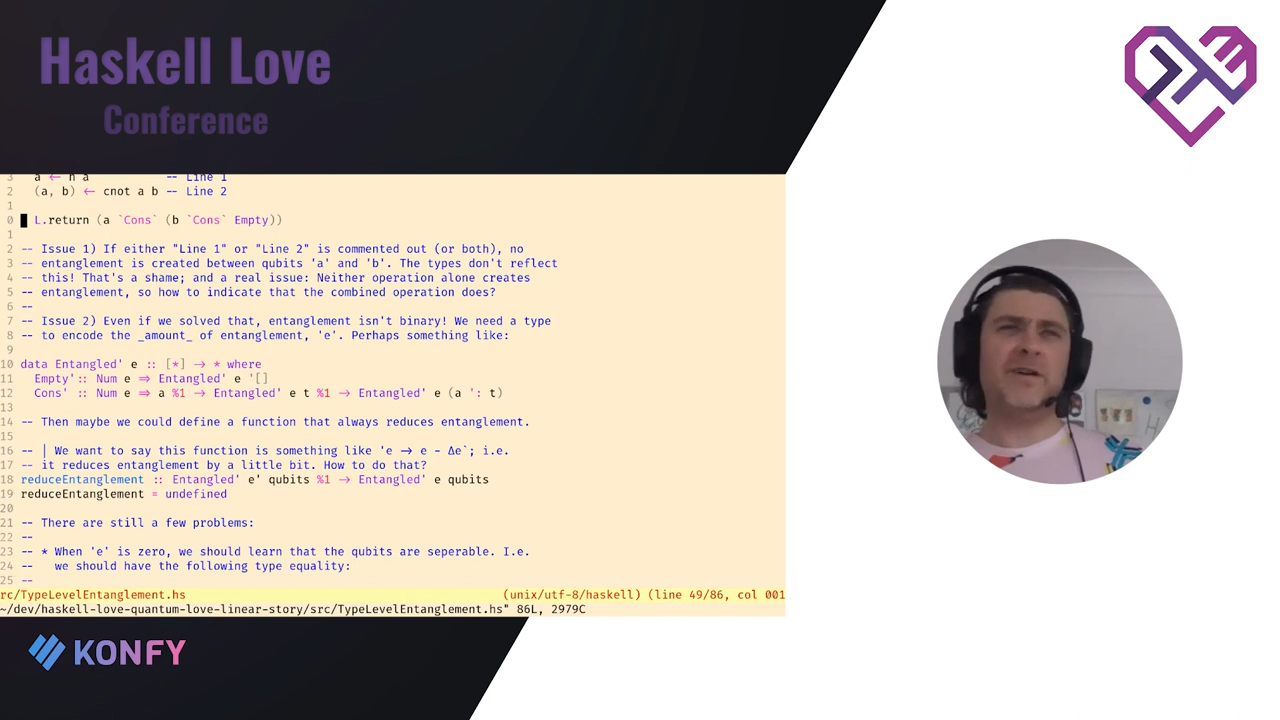 Haskell Love
Conference
3 a ← h a -- Line 1
2 (a, b) ← cnot a b -- Line 2
1
0 L.return (a `Cons` (b `Cons` Empty))
1
2 -- Issue 1) If either "Line 1" or "Line 2" is commented out (or both), no
3 -- entanglement is created between qubits 'a' and 'b'. The types don't reflect
4 -- this! That's a shame; and a real issue: Neither operation alone creates
5 -- entanglement, so how to indicate that the combined operation does?
6 --
7 -- Issue 2) Even if we solved that, entanglement isn't binary! We need a type
8 -- to encode the _amount_ of entanglement, 'e'. Perhaps something like:
9
10 data Entangled' e :: [*] → * where
11 Empty' :: Num e ⇒ Entangled' e '[]
12 Cons' :: Num e ⇒ a %1 → Entangled' e t %1 → Entangled' e (a ': t)
13
14 -- Then maybe we could define a function that always reduces entanglement.
15
16 -- | We want to say this function is something like 'e → e - Δe`; i.e.
17 -- it reduces entanglement by a little bit. How to do that?
18 reduceEntanglement :: Entangled' e' qubits %1 → Entangled' e qubits
19 reduceEntanglement = undefined
20
21 -- There are still a few problems:
22 --
23 -- * When 'e' is zero, we should learn that the qubits are seperable. I.e.
24 -- we should have the following type equality:
25 --
rc/TypeLevelEntanglement.hs (unix/utf-8/haskell) (line 49/86, col 001
~/dev/haskell-love-quantum-love-linear-story/src/TypeLevelEntanglement.hs" 86L, 2979C
KONFY